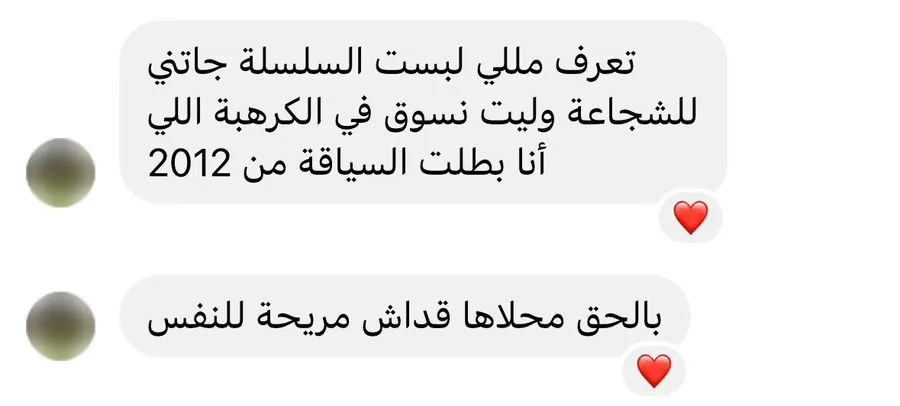 تعرف مللي لبست السلسلة جاتني
للشجاعة وليت نسوق في الكرهبة اللي
أنا بطلت السياقة من 2012
بالحق محلاها قداش مريحة للنفس